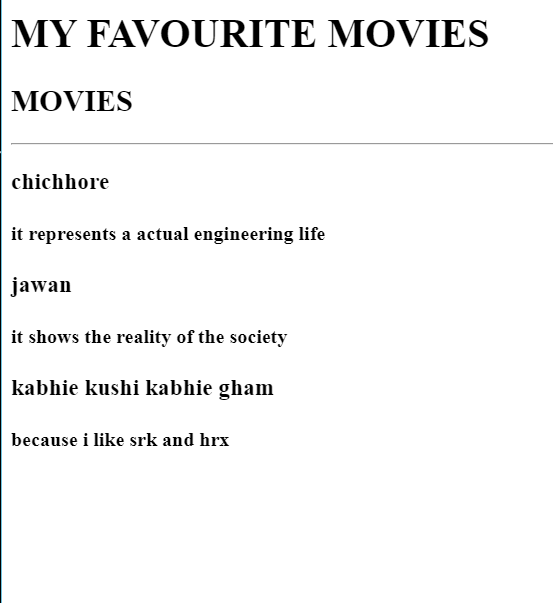 MY FAVOURITE MOVIES
MOVIES
chichhore
it represents a actual engineering life
jawan
it shows the reality of the society
kabhie kushi kabhie gham
because i like srk and hrx